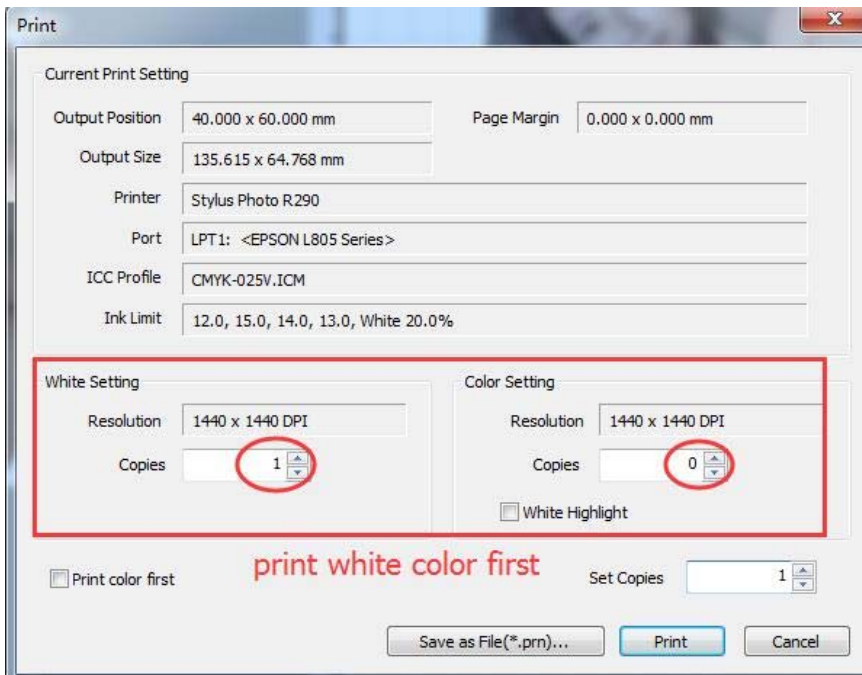 Print
Current Print Setting
Output Position 40.000 x 60.000 mm Page Margin 0.000 x 0.000 mm
Output Size 135.615 x 64.768 mm
Printer Stylus Photo R290
Port LPT1: <EPSON L805 Series>
ICC Profile CMYK-025V.ICM
Ink Limit 12.0, 15.0, 14.0, 13.0, White 20.0%
White Setting Color Setting
Resolution 1440 x 1440 DPI Resolution 1440 x 1440 DPI
Copies 1 Copies 0
White Highlight
Print color first print white color first Set Copies 1
Save as File(*.prn)... Print Cancel